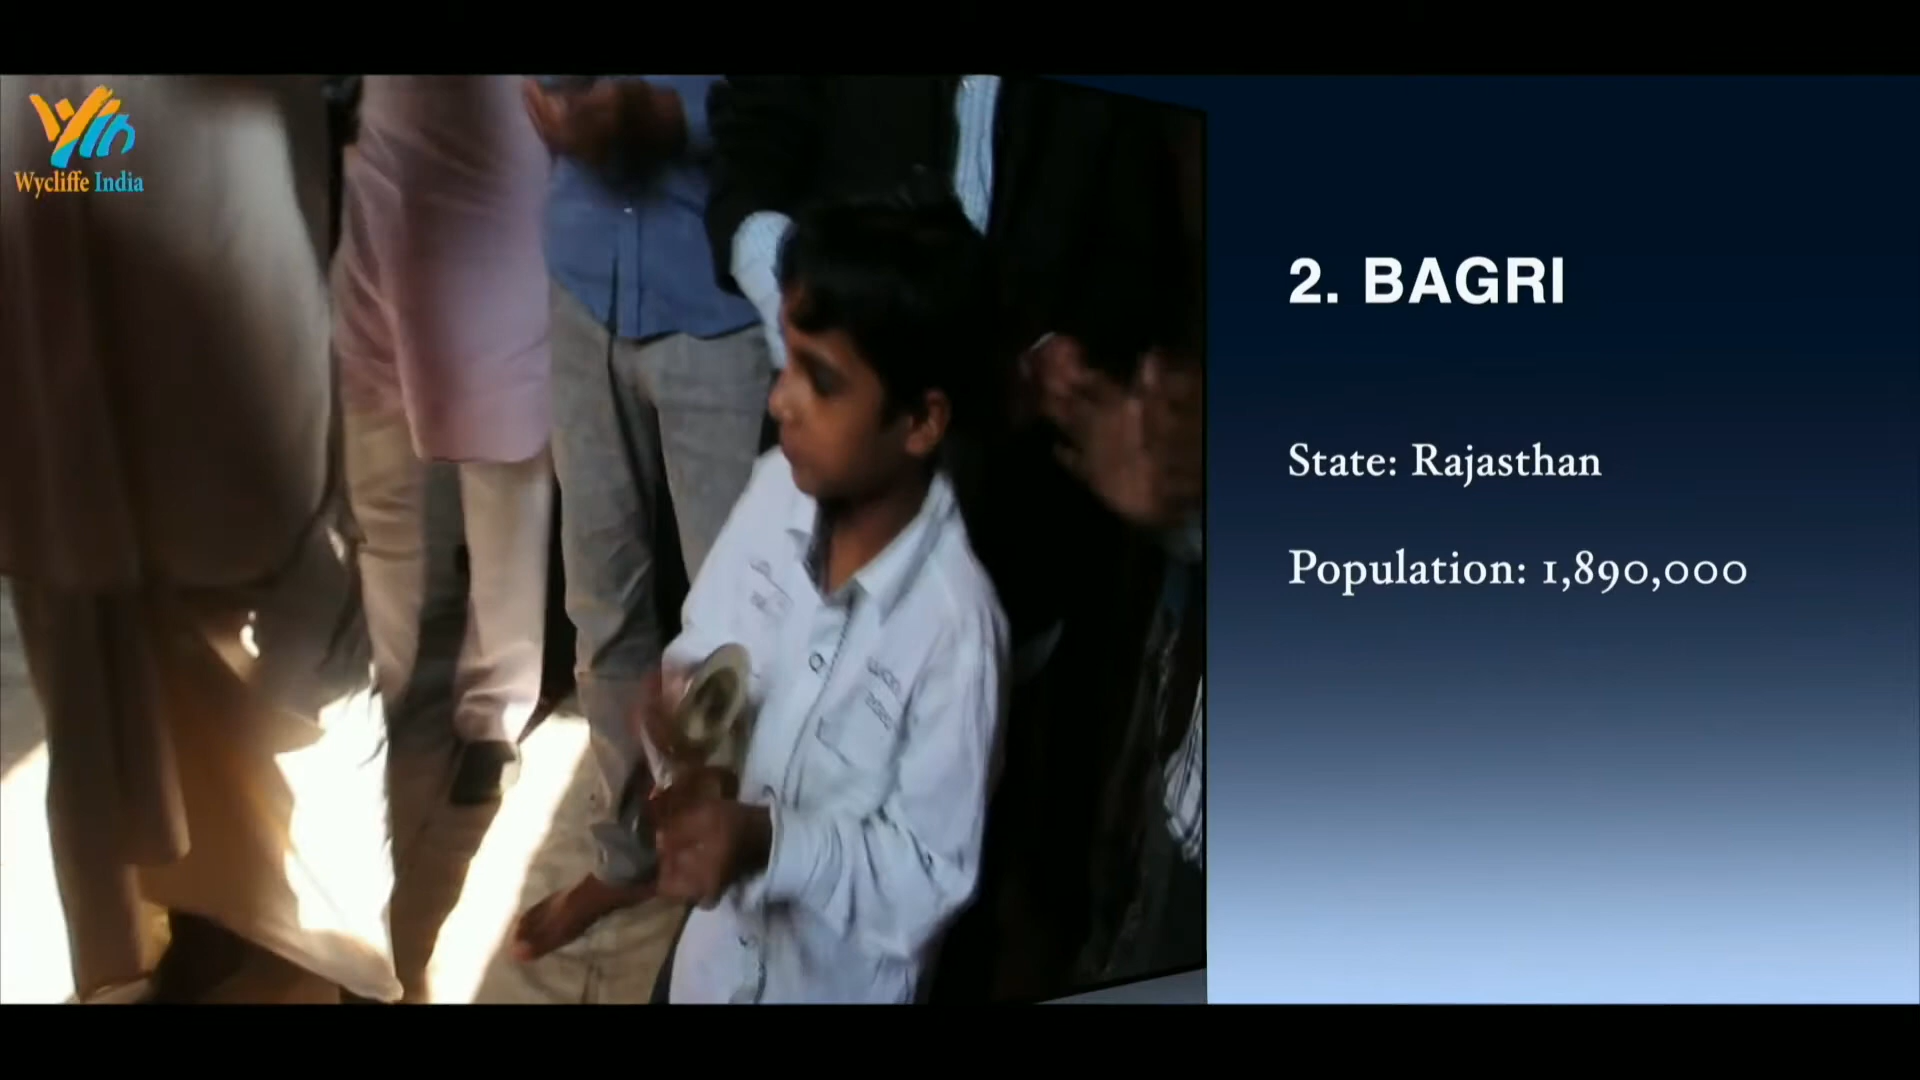 Wycliffe India
2. BAGRI
State: Rajasthan
Population: 1,890,000